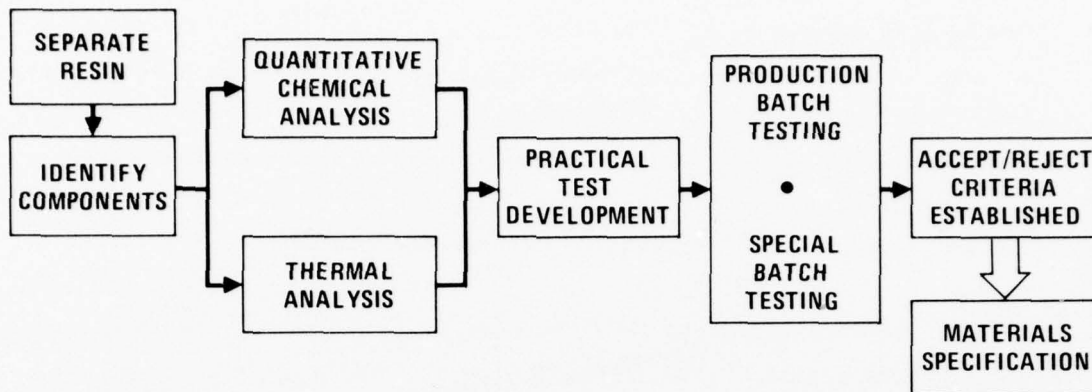 SEPARATE
RESIN
IDENTIFY
COMPONENTS
QUANTITATIVE
CHEMICAL
ANALYSIS
THERMAL
ANALYSIS
PRACTICAL
TEST
DEVELOPMENT
PRODUCTION
BATCH
TESTING
•
SPECIAL
BATCH
TESTING
ACCEPT/REJECT
CRITERIA
ESTABLISHED
MATERIALS
SPECIFICATION